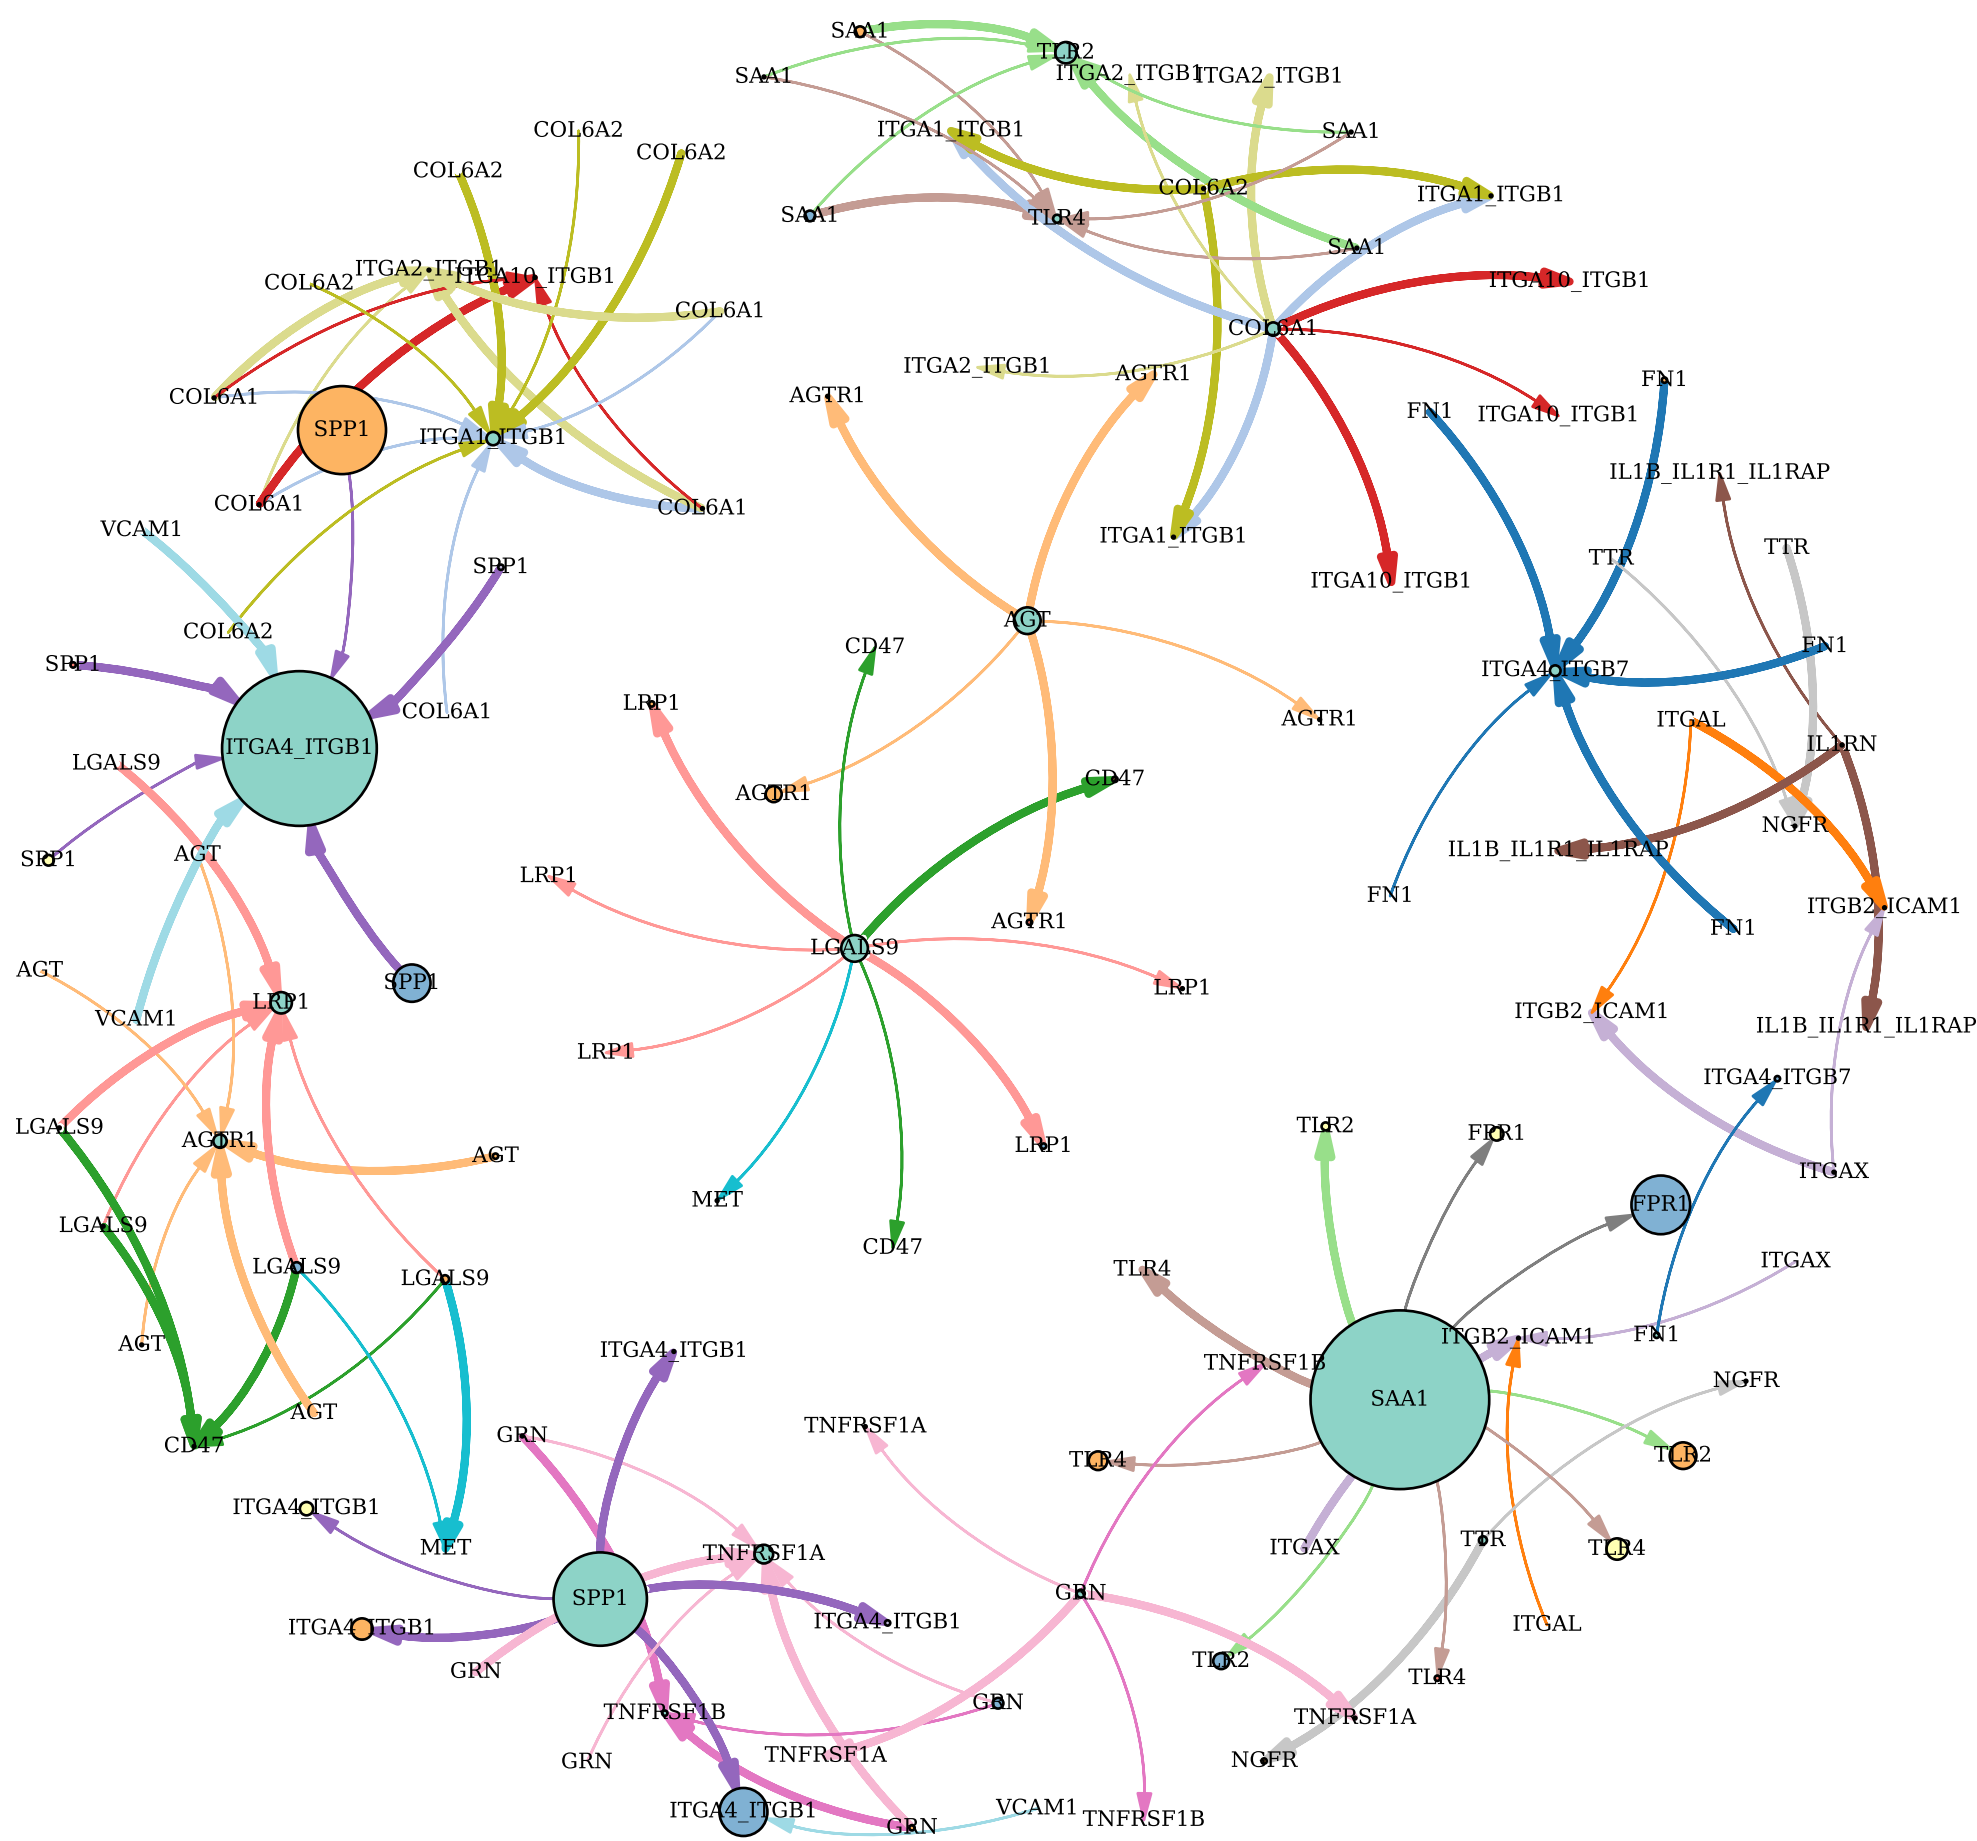 SAA1
TLR2
SAA1
ITGA2_ITGB1
ITGA2_ITGB1
COL6A2
ITGA1_ITGB1
SAA1
COL6A2
COL6A2
COL6A2
ITGA1_ITGB1
SAA1
TLR4
SAA1
ITGA2_ITGB1
ITGA10_ITGB1
COL6A2
ITGA10_ITGB1
COL6A1
COL6A1
ITGA2_ITGB1
AGTR1
FN1
COL6A1
AGTR1
FN1
ITGA10_ITGB1
SPP1
ITGA1_ITGB1
IL1B_IL1R1_IL1RAP
COL6A1
COL6A1
VCAM1
ITGA1_ITGB1
TTR
TTR
SPP1
ITGA10_ITGB1
AGT
COL6A2
CD47
FN1
SPP1
ITGA4_ITGB7
LRP1
COL6A1
AGTR1
ITGAL
IL1RN
ITGA4_ITGB1
LGALS9
CD47
AGTR1
NGFR
IL1B_IL1R1_IL1RAP
AGT
SPP1
LRP1
FN1
ITGB2_ICAM1
AGTR1
FN1
LGALS9
AGT
SPP1
LRP1
LRP1
ITGB2_ICAM1
VCAM1
IL1B_IL1R1_IL1RAP
LRP1
ITGA4_ITGB7
LGALS9
TLR2
FPR1
AGTR1
LRP1
AGT
ITGAX
MET
FPR1
LGALS9
CD47
ITGAX
LGALS9
TLR4
LGALS9
FN1
ITGB2_ICAM1
AGT
ITGA4_ITGB1
TNFRSF1B
NGFR
SAA1
AGT
TNFRSF1A
GRN
CD47
TLR2
TLR4
ITGA4_ITGB1
TTR
MET
ITGAX
TLR4
TNFRSF1A
GRN
SPP1
ITGA4_ITGB1
ITGAL
ITGA4_ITGB1
TLR2
GRN
TLR4
GRN
TNFRSF1B
TNFRSF1A
TNFRSF1A
GRN
NGFR
VCAM1
ITGA4_ITGB1
TNFRSF1B
GRN